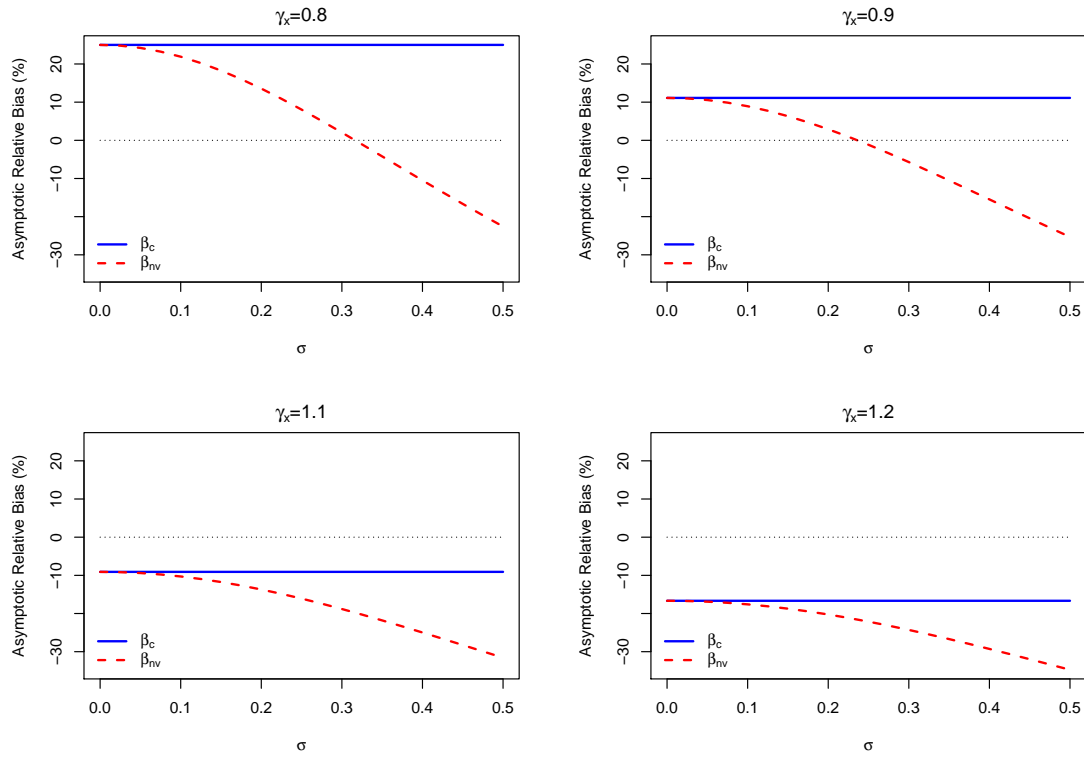 γx=0.8
Asymptotic Relative Bias (%)
20
10
0
−10
−30
βc
βnv
0.0 0.1 0.2 0.3 0.4 0.5
σ
γx=0.9
Asymptotic Relative Bias (%)
20
10
0
−10
−30
βc
βnv
0.0 0.1 0.2 0.3 0.4 0.5
σ
γx=1.1
Asymptotic Relative Bias (%)
20
10
0
−10
−30
βc
βnv
0.0 0.1 0.2 0.3 0.4 0.5
σ
γx=1.2
Asymptotic Relative Bias (%)
20
10
0
−10
−30
βc
βnv
0.0 0.1 0.2 0.3 0.4 0.5
σ